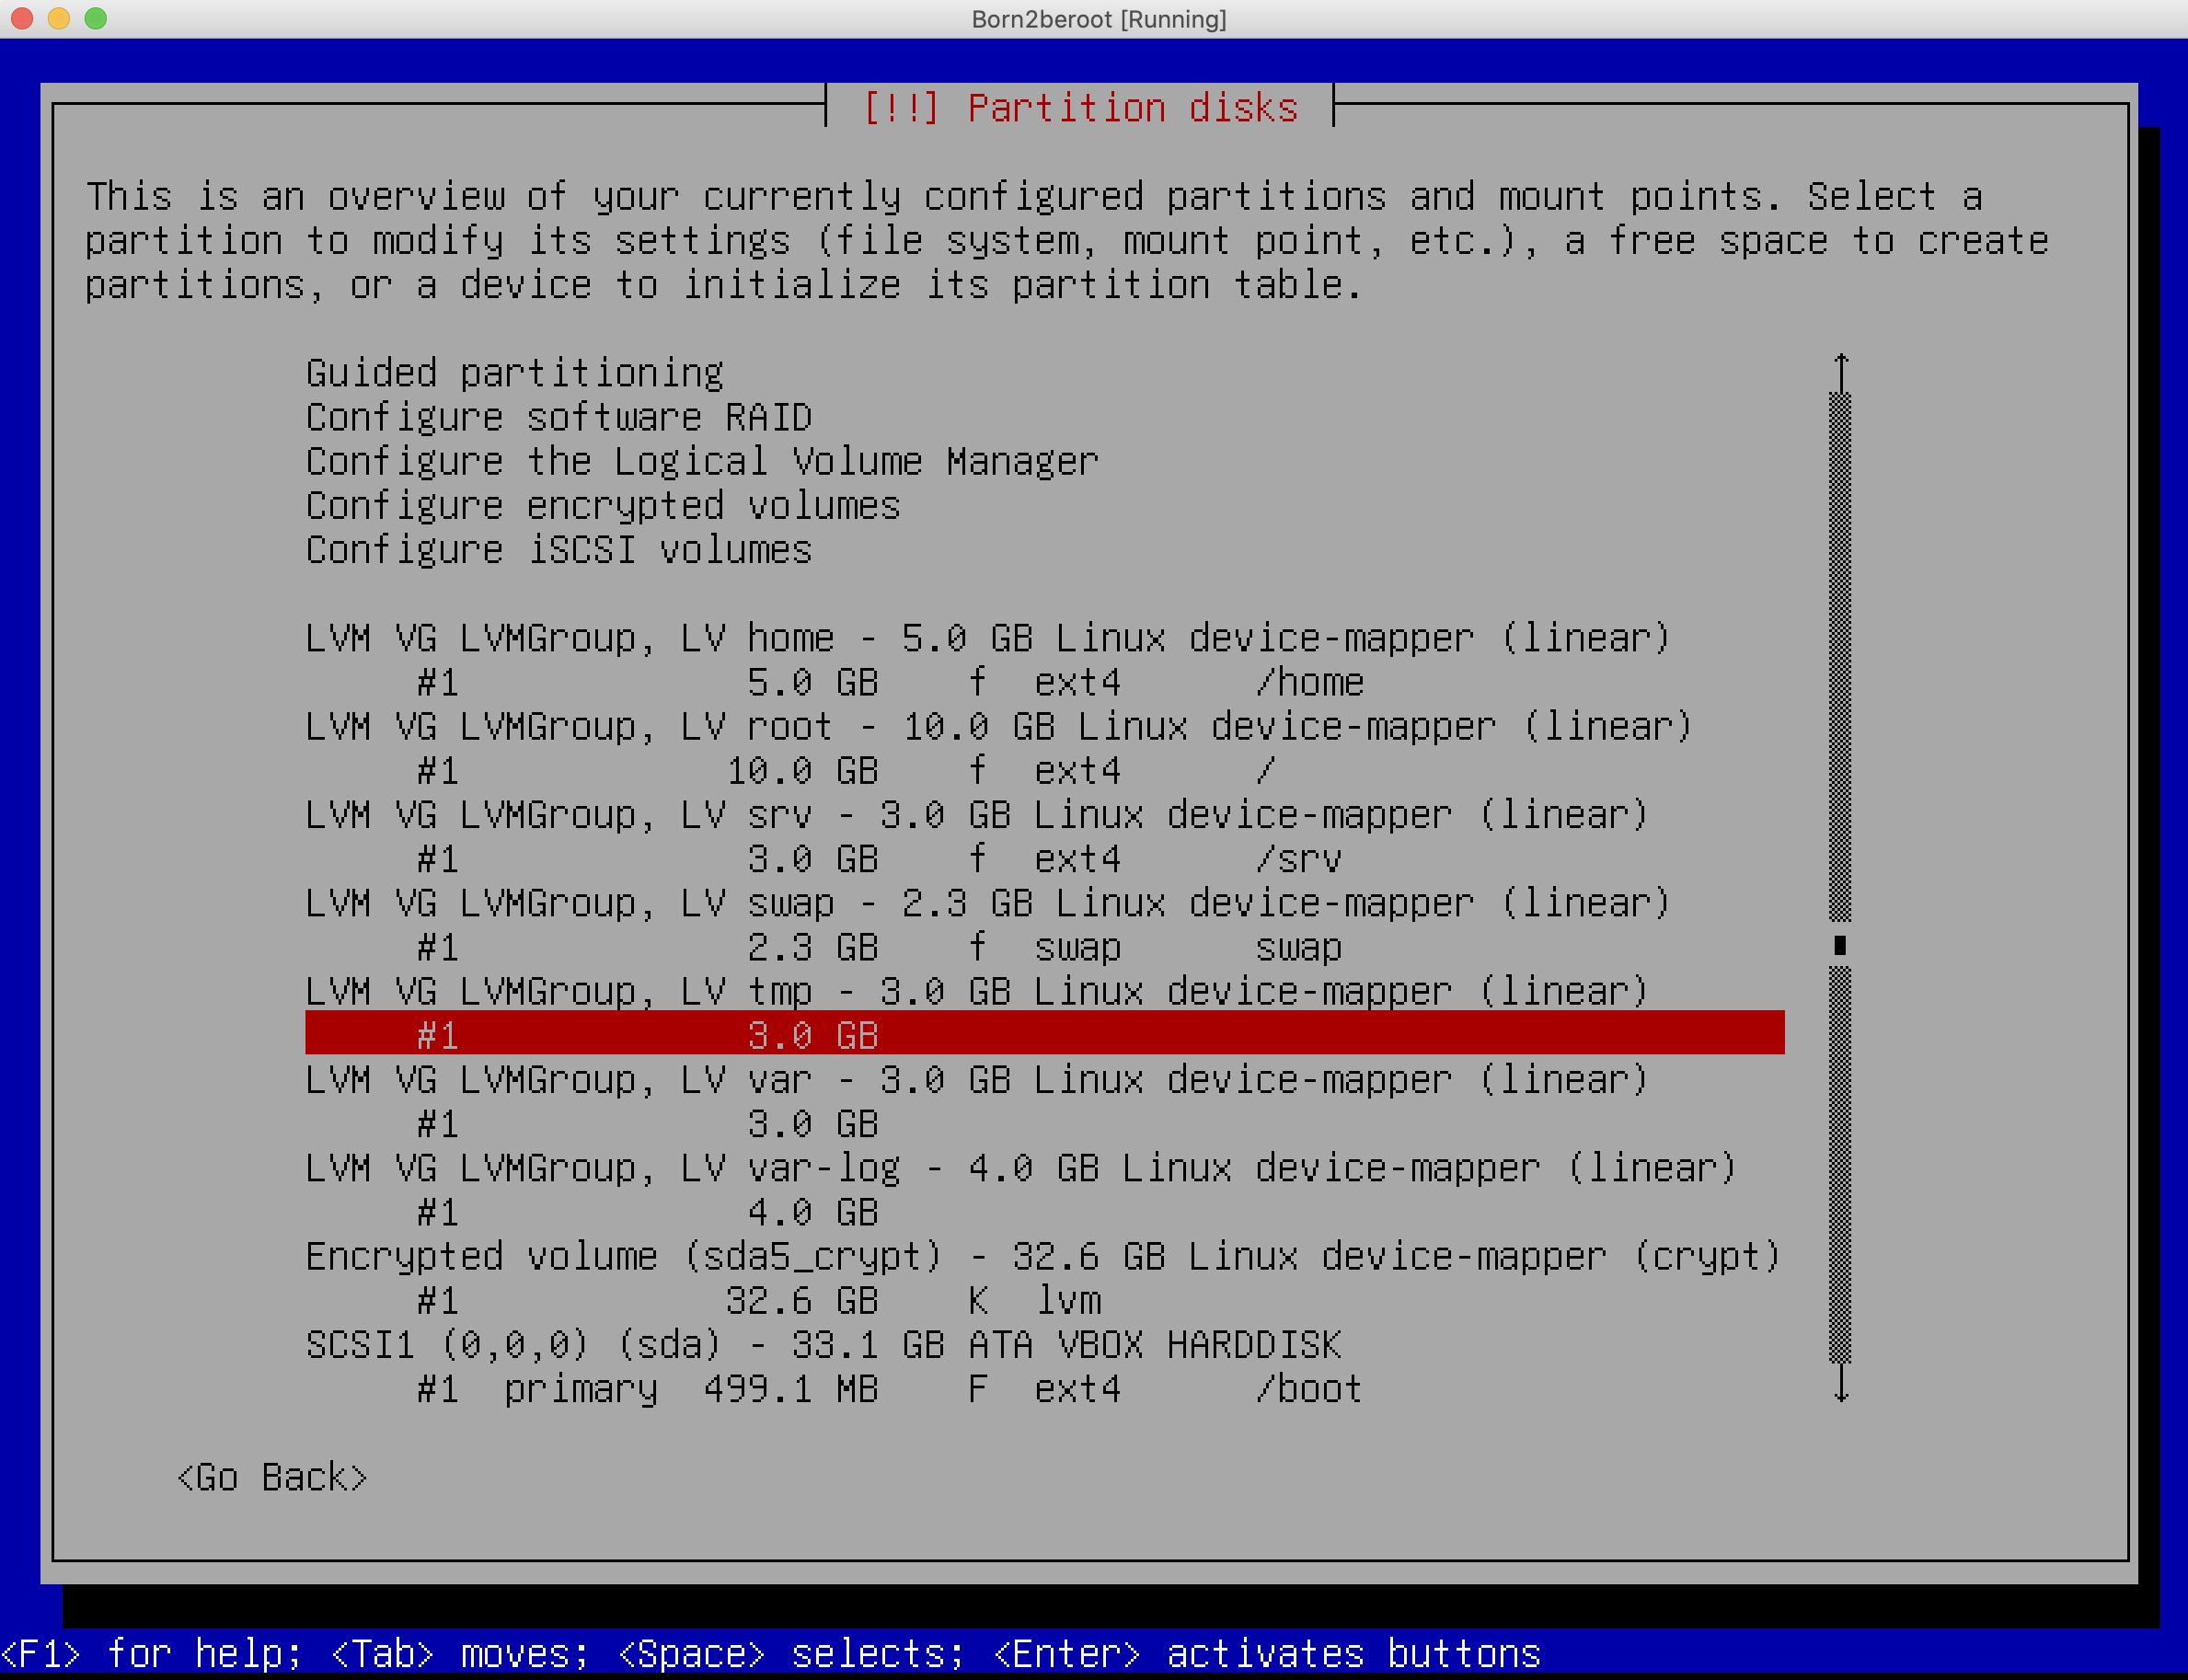 Born2beroot [Running]
[!!] Partition disks
This is an overview of your currently configured partitions and mount points. Select a
partition to modify its settings (file system, mount point, etc.), a free space to create
partitions, or a device to initialize its partition table.
Guided partitioning
Configure software RAID
Configure the Logical Volume Manager
Configure encrypted volumes
Configure iSCSI volumes
LVM VG LVMGroup, LV home - 5.0 GB Linux device-mapper (linear)
#1 5.0 GB f ext4 /home
LVM VG LVMGroup, LV root - 10.0 GB Linux device-mapper (linear)
#1 10.0 GB f ext4 /
LVM VG LVMGroup, LV srv - 3.0 GB Linux device-mapper (linear)
#1 3.0 GB f ext4 /srv
LVM VG LVMGroup, LV swap - 2.3 GB Linux device-mapper (linear)
#1 2.3 GB f swap swap
LVM VG LVMGroup, LV tmp - 3.0 GB Linux device-mapper (linear)
#1 3.0 GB
LVM VG LVMGroup, LV var - 3.0 GB Linux device-mapper (linear)
#1 3.0 GB
LVM VG LVMGroup, LV var-log - 4.0 GB Linux device-mapper (linear)
#1 4.0 GB
Encrypted volume (sda5_crypt) - 32.6 GB Linux device-mapper (crypt)
#1 32.6 GB K lvm
SCSI1 (0,0,0) (sda) - 33.1 GB ATA VBOX HARDDISK
#1 primary 499.1 MB F ext4 /boot
<Go Back>
<F1> for help; <Tab> moves; <Space> selects; <Enter> activates buttons